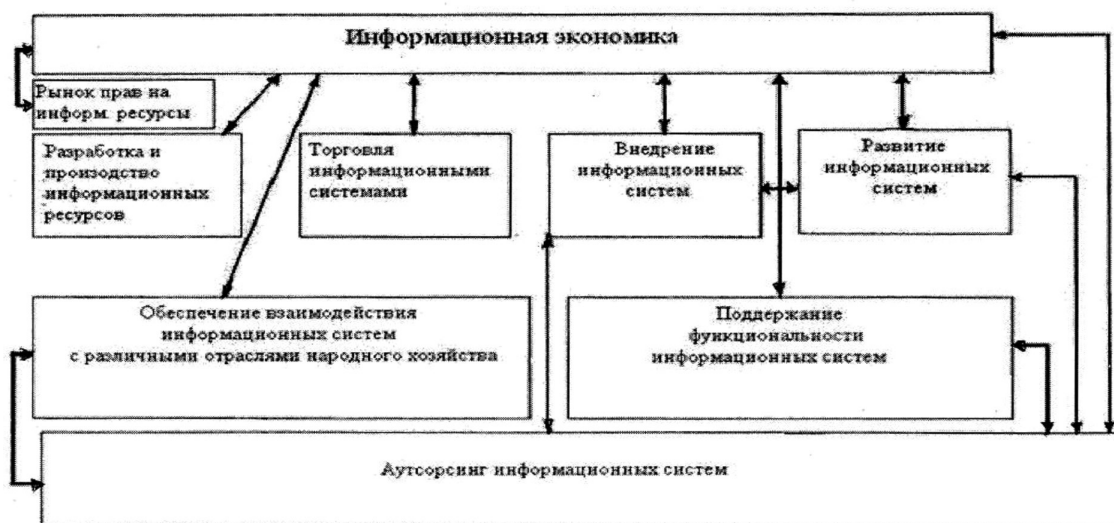 Информационная экономика
Рынок прав на
информ. ресурсы
Разработка и
произодство
информационных
ресурсов
Торговля
информационными
системами
Внедрение
информационных
систем
Развитие
информационных
систем
Обеспечение взаимодействия
информационных систем
с различными отраслями народного хозяйства
Поддержание
функциональности
информационных систем
Аутсорсинг информационных систем